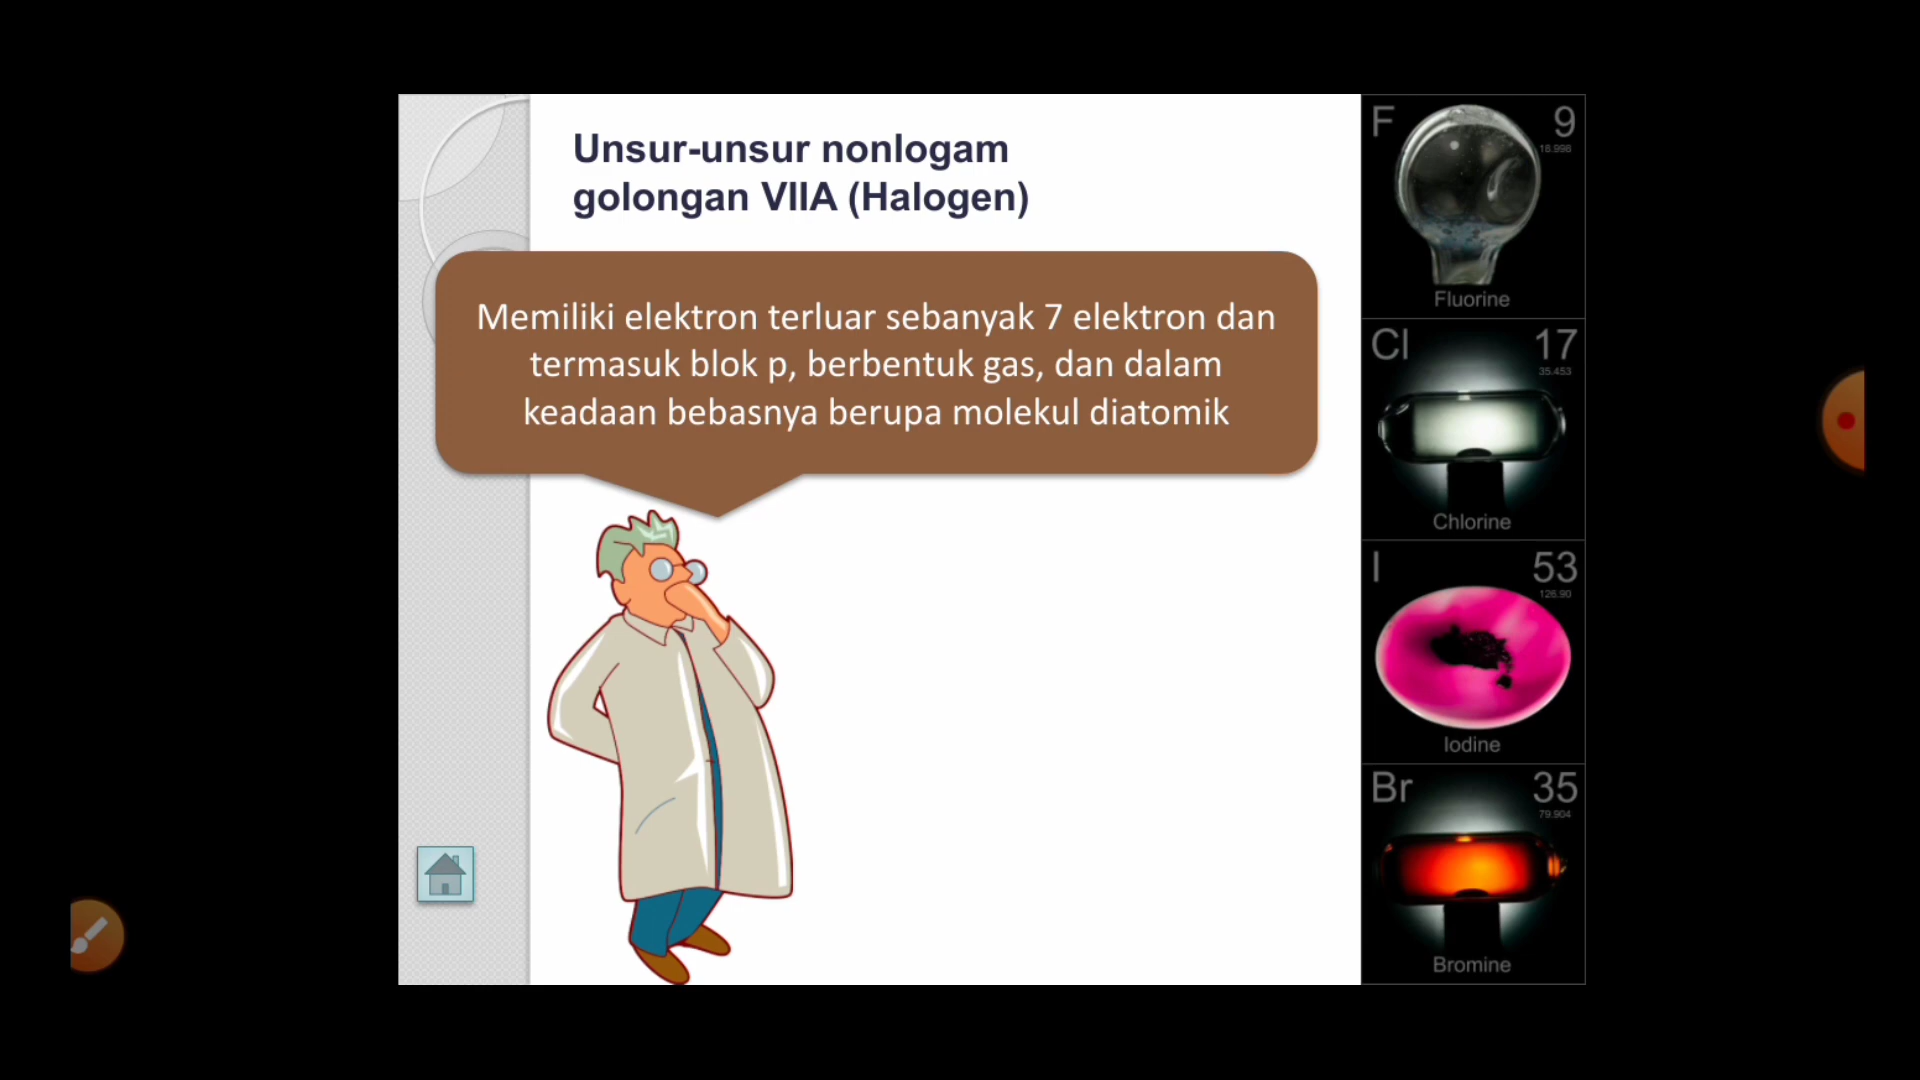 Unsur-unsur nonlogam
golongan VIIA (Halogen)
Memiliki elektron terluar sebanyak 7 elektron dan
termasuk blok p, berbentuk gas, dan dalam
keadaan bebasnya berupa molekul diatomik
F 9
18.998
Fluorine
Cl 17
35.453
Chlorine
I 53
126.90
Iodine
Br 35
79.904
Bromine